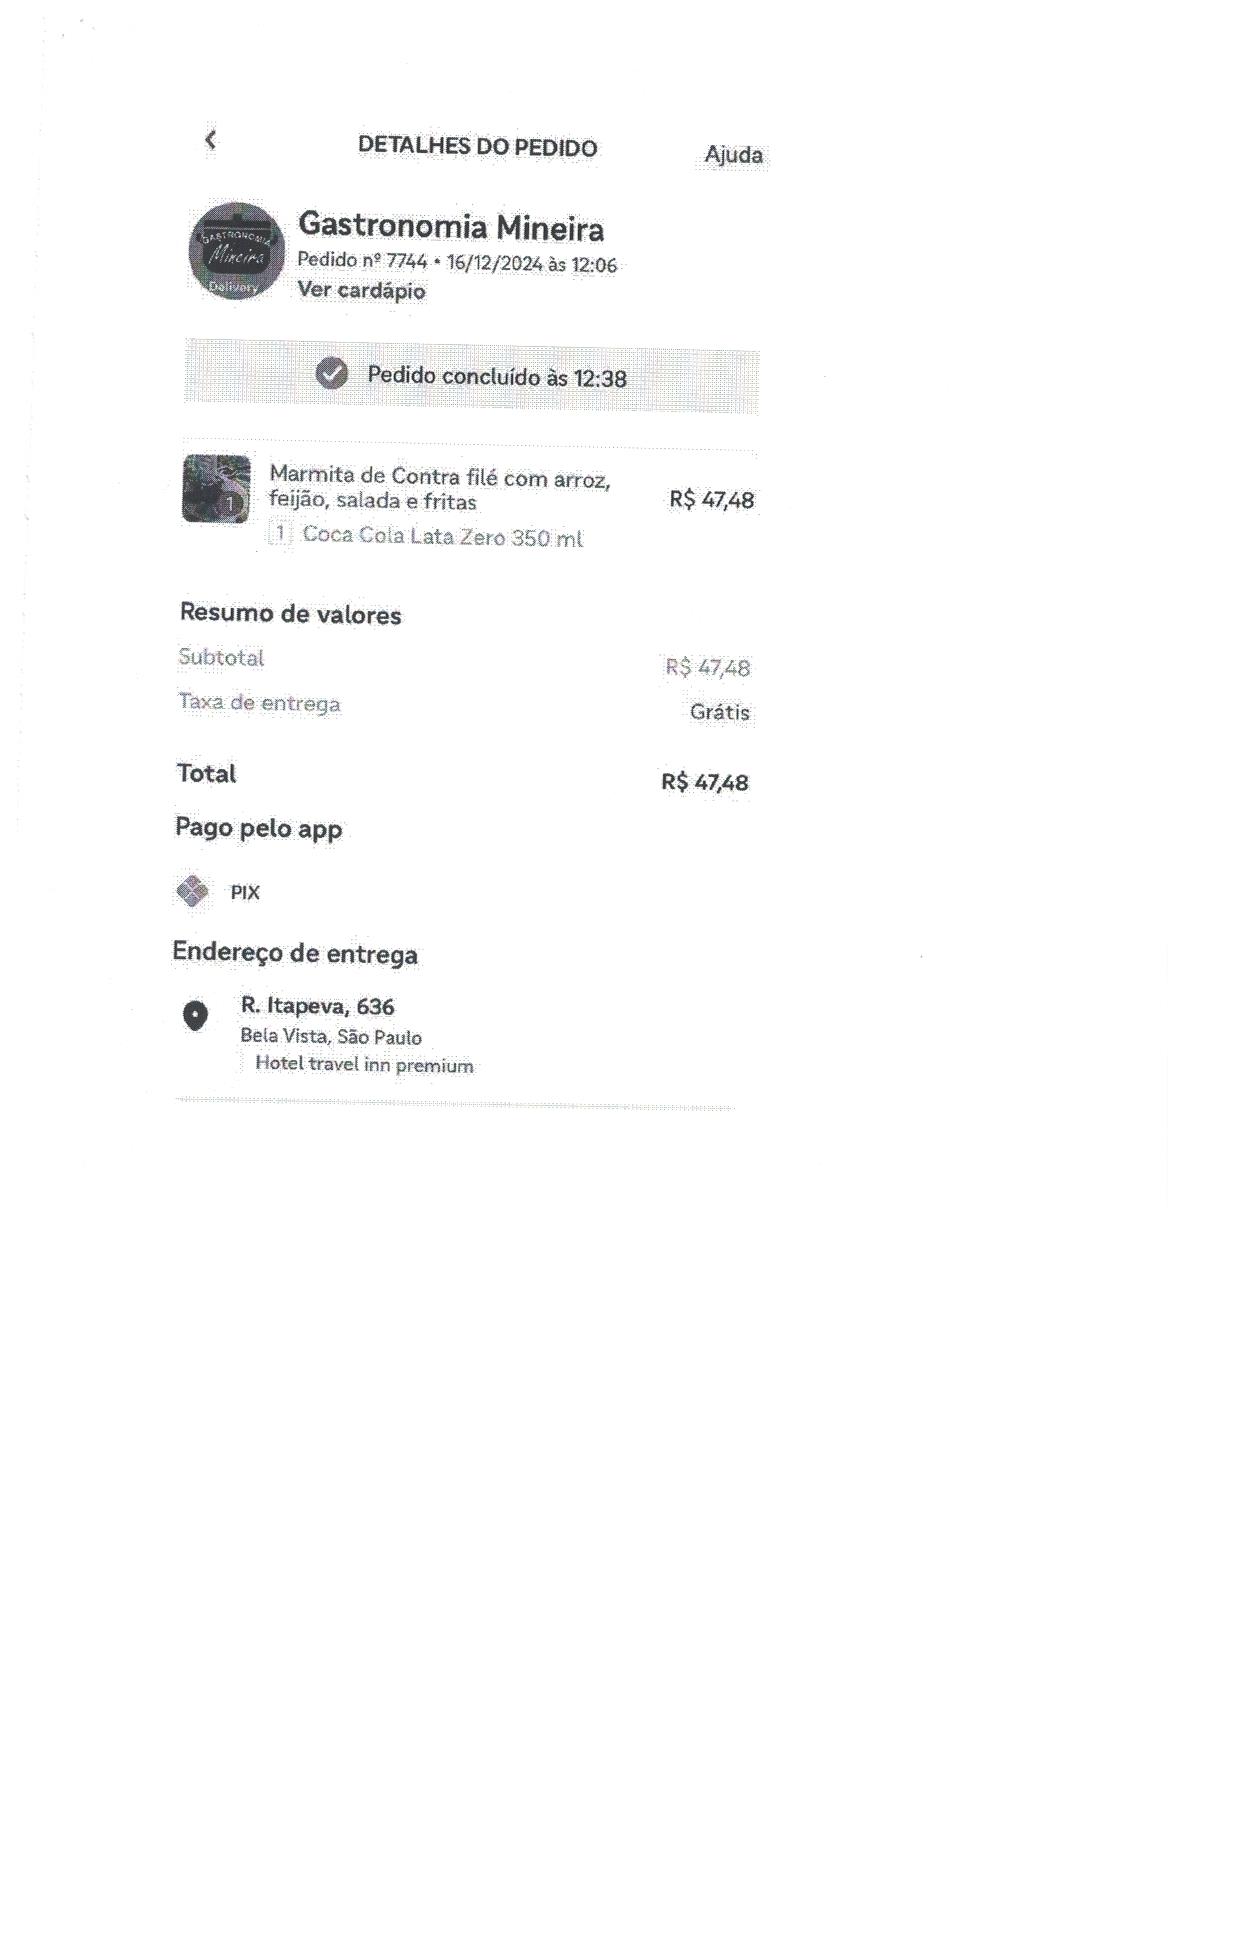 DETALHES DO PEDIDO
Ajuda
GASTRONOMIA
Mineira
Delivery
Gastronomia Mineira
Pedido nº 7744 • 16/12/2024 às 12:06
Ver cardápio
Pedido concluído às 12:38
1
Marmita de Contra filé com arroz,
feijão, salada e fritas
R$ 47,48
1 Coca Cola Lata Zero 350 ml
Resumo de valores
Subtotal R$ 47,48
Taxa de entrega Grátis
Total R$ 47,48
Pago pelo app
PIX
Endereço de entrega
R. Itapeva, 636
Bela Vista, São Paulo
Hotel travel inn premium